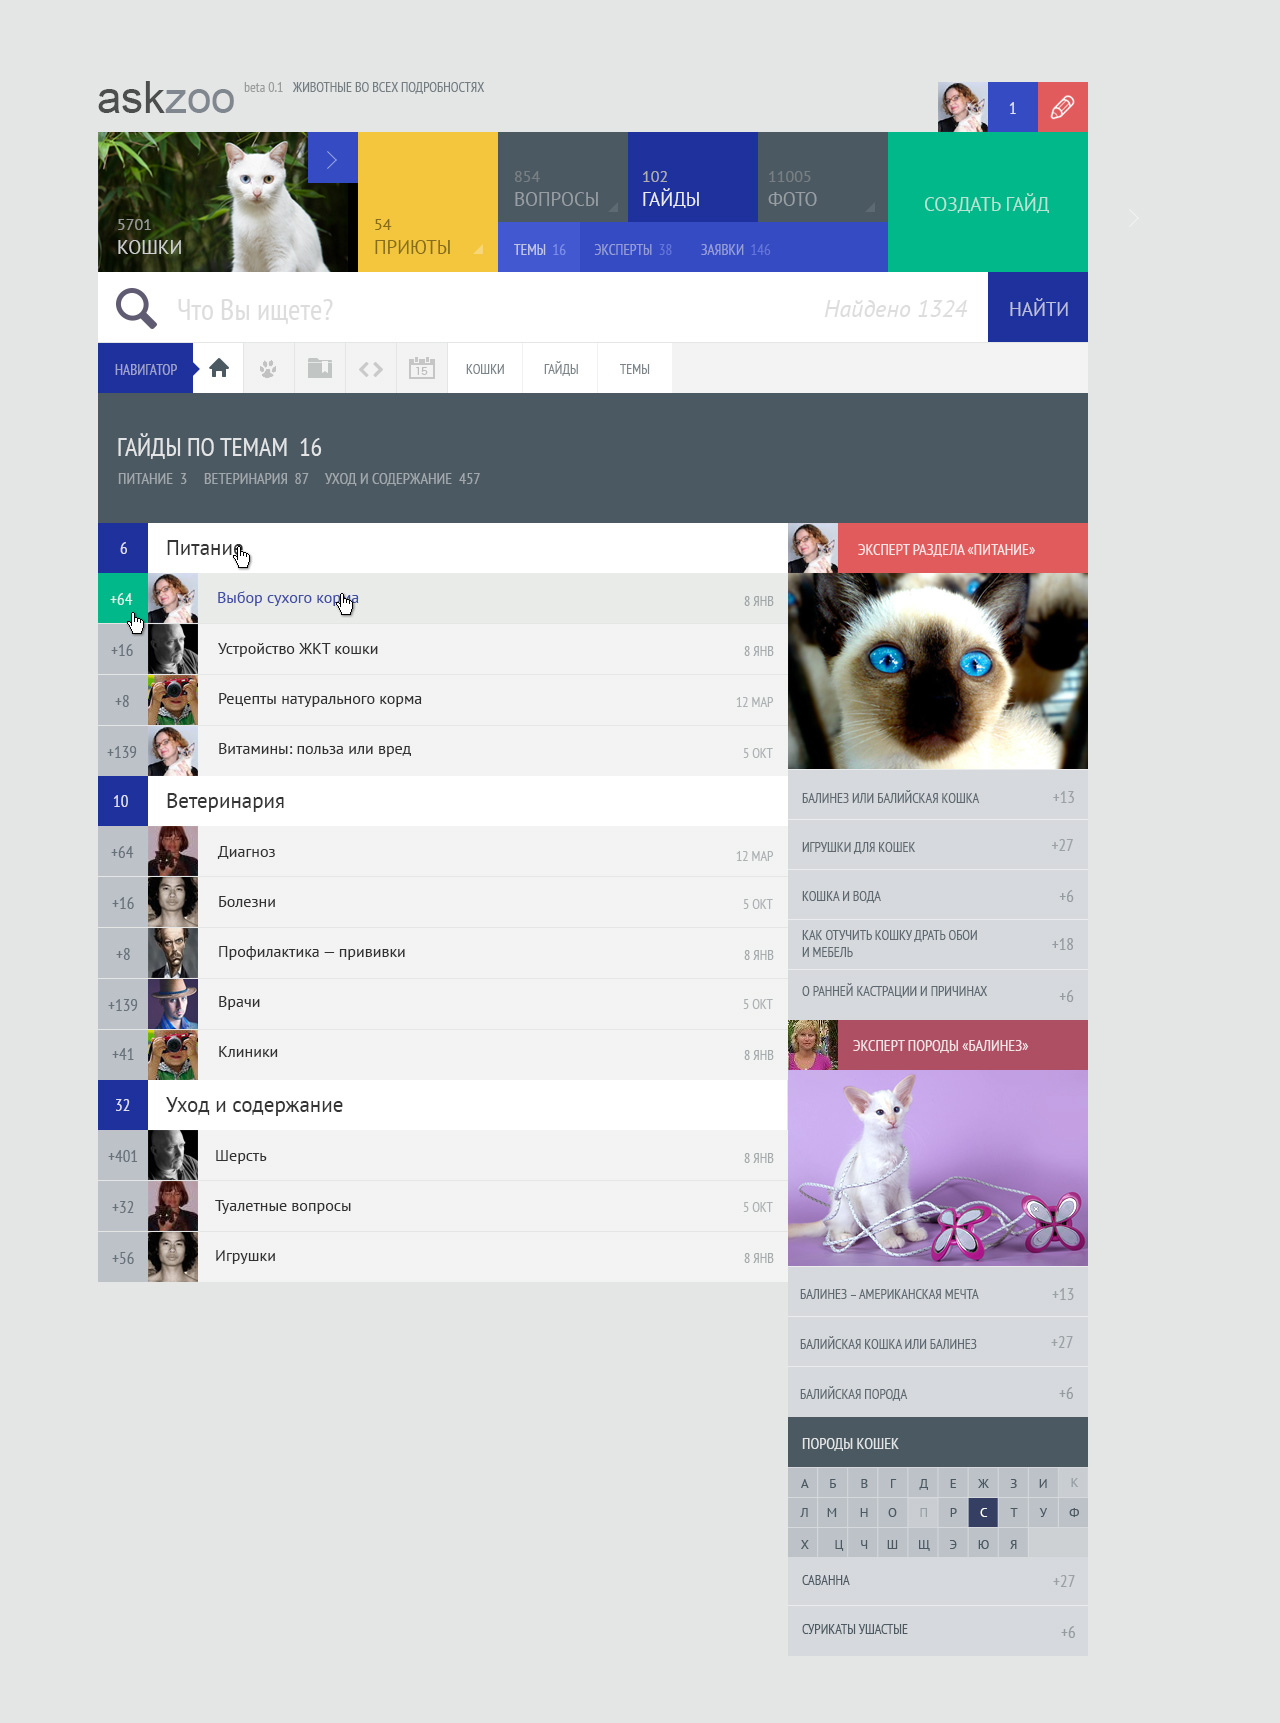 askzoo beta 0.1 ЖИВОТНЫЕ ВО ВСЕХ ПОДРОБНОСТЯХ
1
5701
КОШКИ
54
ПРИЮТЫ
854
ВОПРОСЫ
102
ГАЙДЫ
11005
ФОТО
ТЕМЫ 16 ЭКСПЕРТЫ 38 ЗАЯВКИ 146
СОЗДАТЬ ГАЙД
Что Вы ищете? Найдено 1324 НАЙТИ
НАВИГАТОР 15 КОШКИ ГАЙДЫ ТЕМЫ
ГАЙДЫ ПО ТЕМАМ 16
ПИТАНИЕ 3 ВЕТЕРИНАРИЯ 87 УХОД И СОДЕРЖАНИЕ 457
6 Питание
+64 Выбор сухого корма 8 ЯНВ
+16 Устройство ЖКТ кошки 8 ЯНВ
+8 Рецепты натурального корма 12 МАР
+139 Витамины: польза или вред 5 ОКТ
10 Ветеринария
+64 Диагноз 12 МАР
+16 Болезни 5 ОКТ
+8 Профилактика — прививки 8 ЯНВ
+139 Врачи 5 ОКТ
+41 Клиники 8 ЯНВ
32 Уход и содержание
+401 Шерсть 8 ЯНВ
+32 Туалетные вопросы 5 ОКТ
+56 Игрушки 8 ЯНВ
ЭКСПЕРТ РАЗДЕЛА «ПИТАНИЕ»
БАЛИНЕЗ ИЛИ БАЛИЙСКАЯ КОШКА +13
ИГРУШКИ ДЛЯ КОШЕК +27
КОШКА И ВОДА +6
КАК ОТУЧИТЬ КОШКУ ДРАТЬ ОБОИ
И МЕБЕЛЬ +18
О РАННЕЙ КАСТРАЦИИ И ПРИЧИНАХ +6
ЭКСПЕРТ ПОРОДЫ «БАЛИНЕЗ»
БАЛИНЕЗ – АМЕРИКАНСКАЯ МЕЧТА +13
БАЛИЙСКАЯ КОШКА ИЛИ БАЛИНЕЗ +27
БАЛИЙСКАЯ ПОРОДА +6
ПОРОДЫ КОШЕК
А Б В Г Д Е Ж З И К
Л М Н О П Р С Т У Ф
Х Ц Ч Ш Щ Э Ю Я
САВАННА +27
СУРИКАТЫ УШАСТЫЕ +6